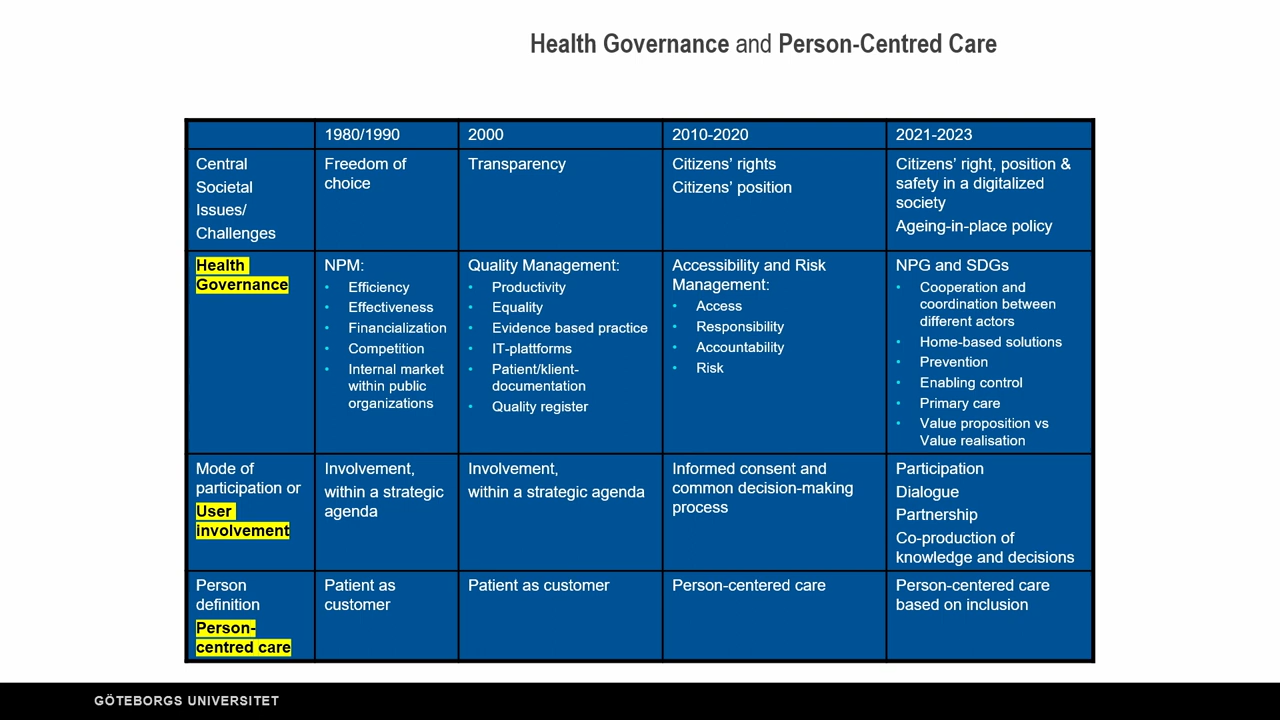 Health Governance and Person-Centred Care
1980/1990
2000
2010-2020
2021-2023
Central
Societal
Issues/
Challenges
Freedom of
choice
Transparency
Citizens' rights
Citizens' position
Citizens' right, position &
safety in a digitalized
society
Ageing-in-place policy
Health
Governance
NPM:
• Efficiency
• Effectiveness
• Financialization
• Competition
• Internal market
within public
organizations
Quality Management:
• Productivity
• Equality
• Evidence based practice
• IT-plattforms
• Patient/klient-
documentation
• Quality register
Accessibility and Risk
Management:
• Access
• Responsibility
• Accountability
• Risk
NPG and SDGs
• Cooperation and
coordination between
different actors
• Home-based solutions
• Prevention
• Enabling control
• Primary care
• Value proposition vs
Value realisation
Mode of
participation or
User
involvement
Involvement,
within a strategic
agenda
Involvement,
within a strategic agenda
Informed consent and
common decision-making
process
Participation
Dialogue
Partnership
Co-production of
knowledge and decisions
Person
definition
Person-
centred care
Patient as
customer
Patient as customer
Person-centered care
Person-centered care
based on inclusion
GÖTEBORGS UNIVERSITET